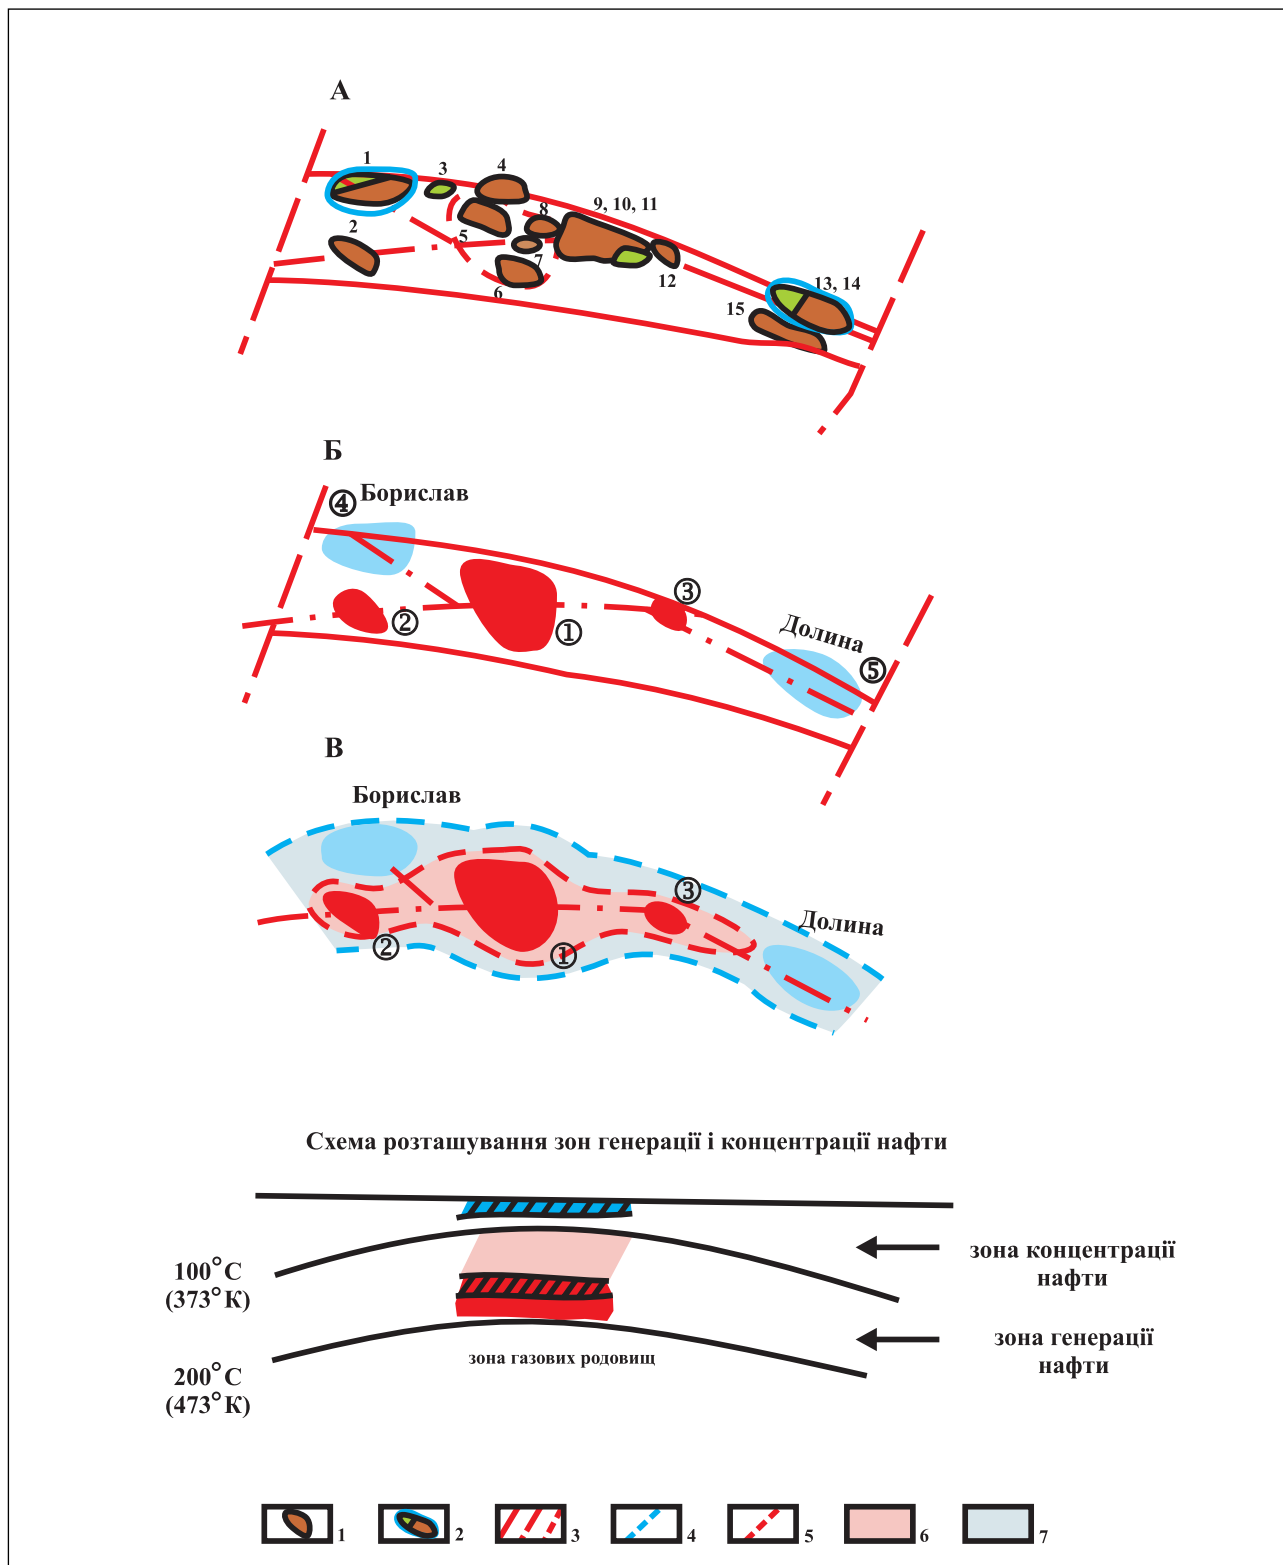 А
1
3
4
2
5
8
9, 10, 11
7
6
12
13, 14
15
Б
④
Борислав
②
①
③
Долина
⑤
В
Борислав
③
Долина
②
①
Схема розташування зон генерації і концентрації нафти
100°С
(373°К)
зона концентрації
нафти
зона генерації
нафти
зона газових родовищ
200°С
(473°К)
1
2
3
4
5
6
7